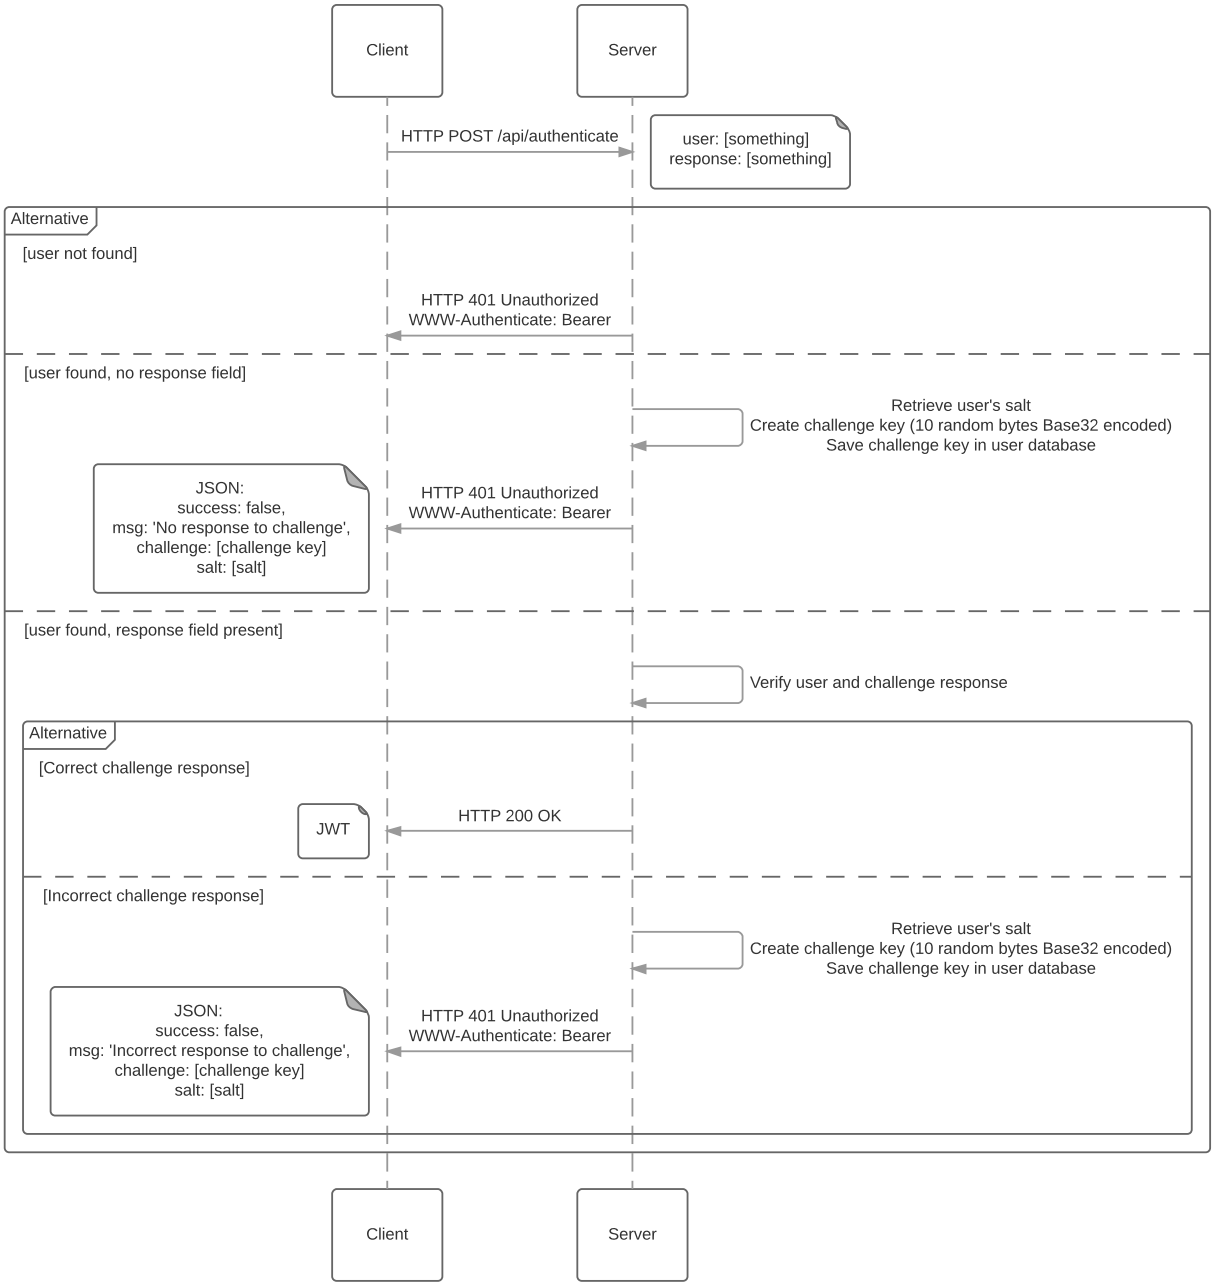 Client
Server
HTTP POST /api/authenticate
user: [something]
response: [something]
Alternative
[user not found]
HTTP 401 Unauthorized
WWW-Authenticate: Bearer
[user found, no response field]
Retrieve user's salt
Create challenge key (10 random bytes Base32 encoded)
Save challenge key in user database
JSON:
success: false,
msg: 'No response to challenge',
challenge: [challenge key]
salt: [salt]
HTTP 401 Unauthorized
WWW-Authenticate: Bearer
[user found, response field present]
Verify user and challenge response
Alternative
[Correct challenge response]
JWT
HTTP 200 OK
[Incorrect challenge response]
Retrieve user's salt
Create challenge key (10 random bytes Base32 encoded)
Save challenge key in user database
JSON:
success: false,
msg: 'Incorrect response to challenge',
challenge: [challenge key]
salt: [salt]
HTTP 401 Unauthorized
WWW-Authenticate: Bearer
Client
Server